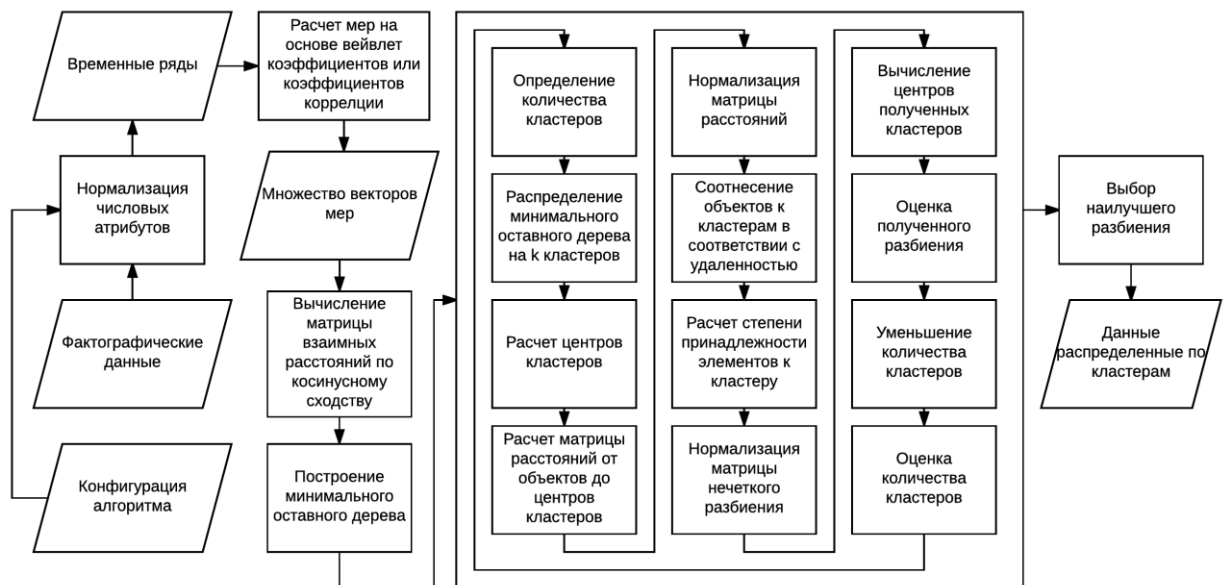 Временные ряды
Расчет мер на
основе вейвлет
коэффициентов или
коэффициентов
коррелции
Нормализация
числовых
атрибутов
Множество векторов
мер
Фактографические
данные
Вычисление
матрицы
взаимных
расстояний по
косинусному
сходству
Конфигурация
алгоритма
Построение
минимального
оставного дерева
Определение
количества
кластеров
Распределение
минимального
оставного дерева
на k кластеров
Расчет центров
кластеров
Расчет матрицы
расстояний от
объектов до
центров
кластеров
Нормализация
матрицы
расстояний
Соотнесение
объектов к
кластерам в
соответствии с
удаленностью
Расчет степени
принадлежности
элементов к
кластеру
Нормализация
матрицы
нечеткого
разбиения
Вычисление
центров
полученных
кластеров
Оценка
полученного
разбиения
Уменьшение
количества
кластеров
Оценка
количества
кластеров
Выбор
наилучшего
разбиения
Данные
распределенные по
кластерам